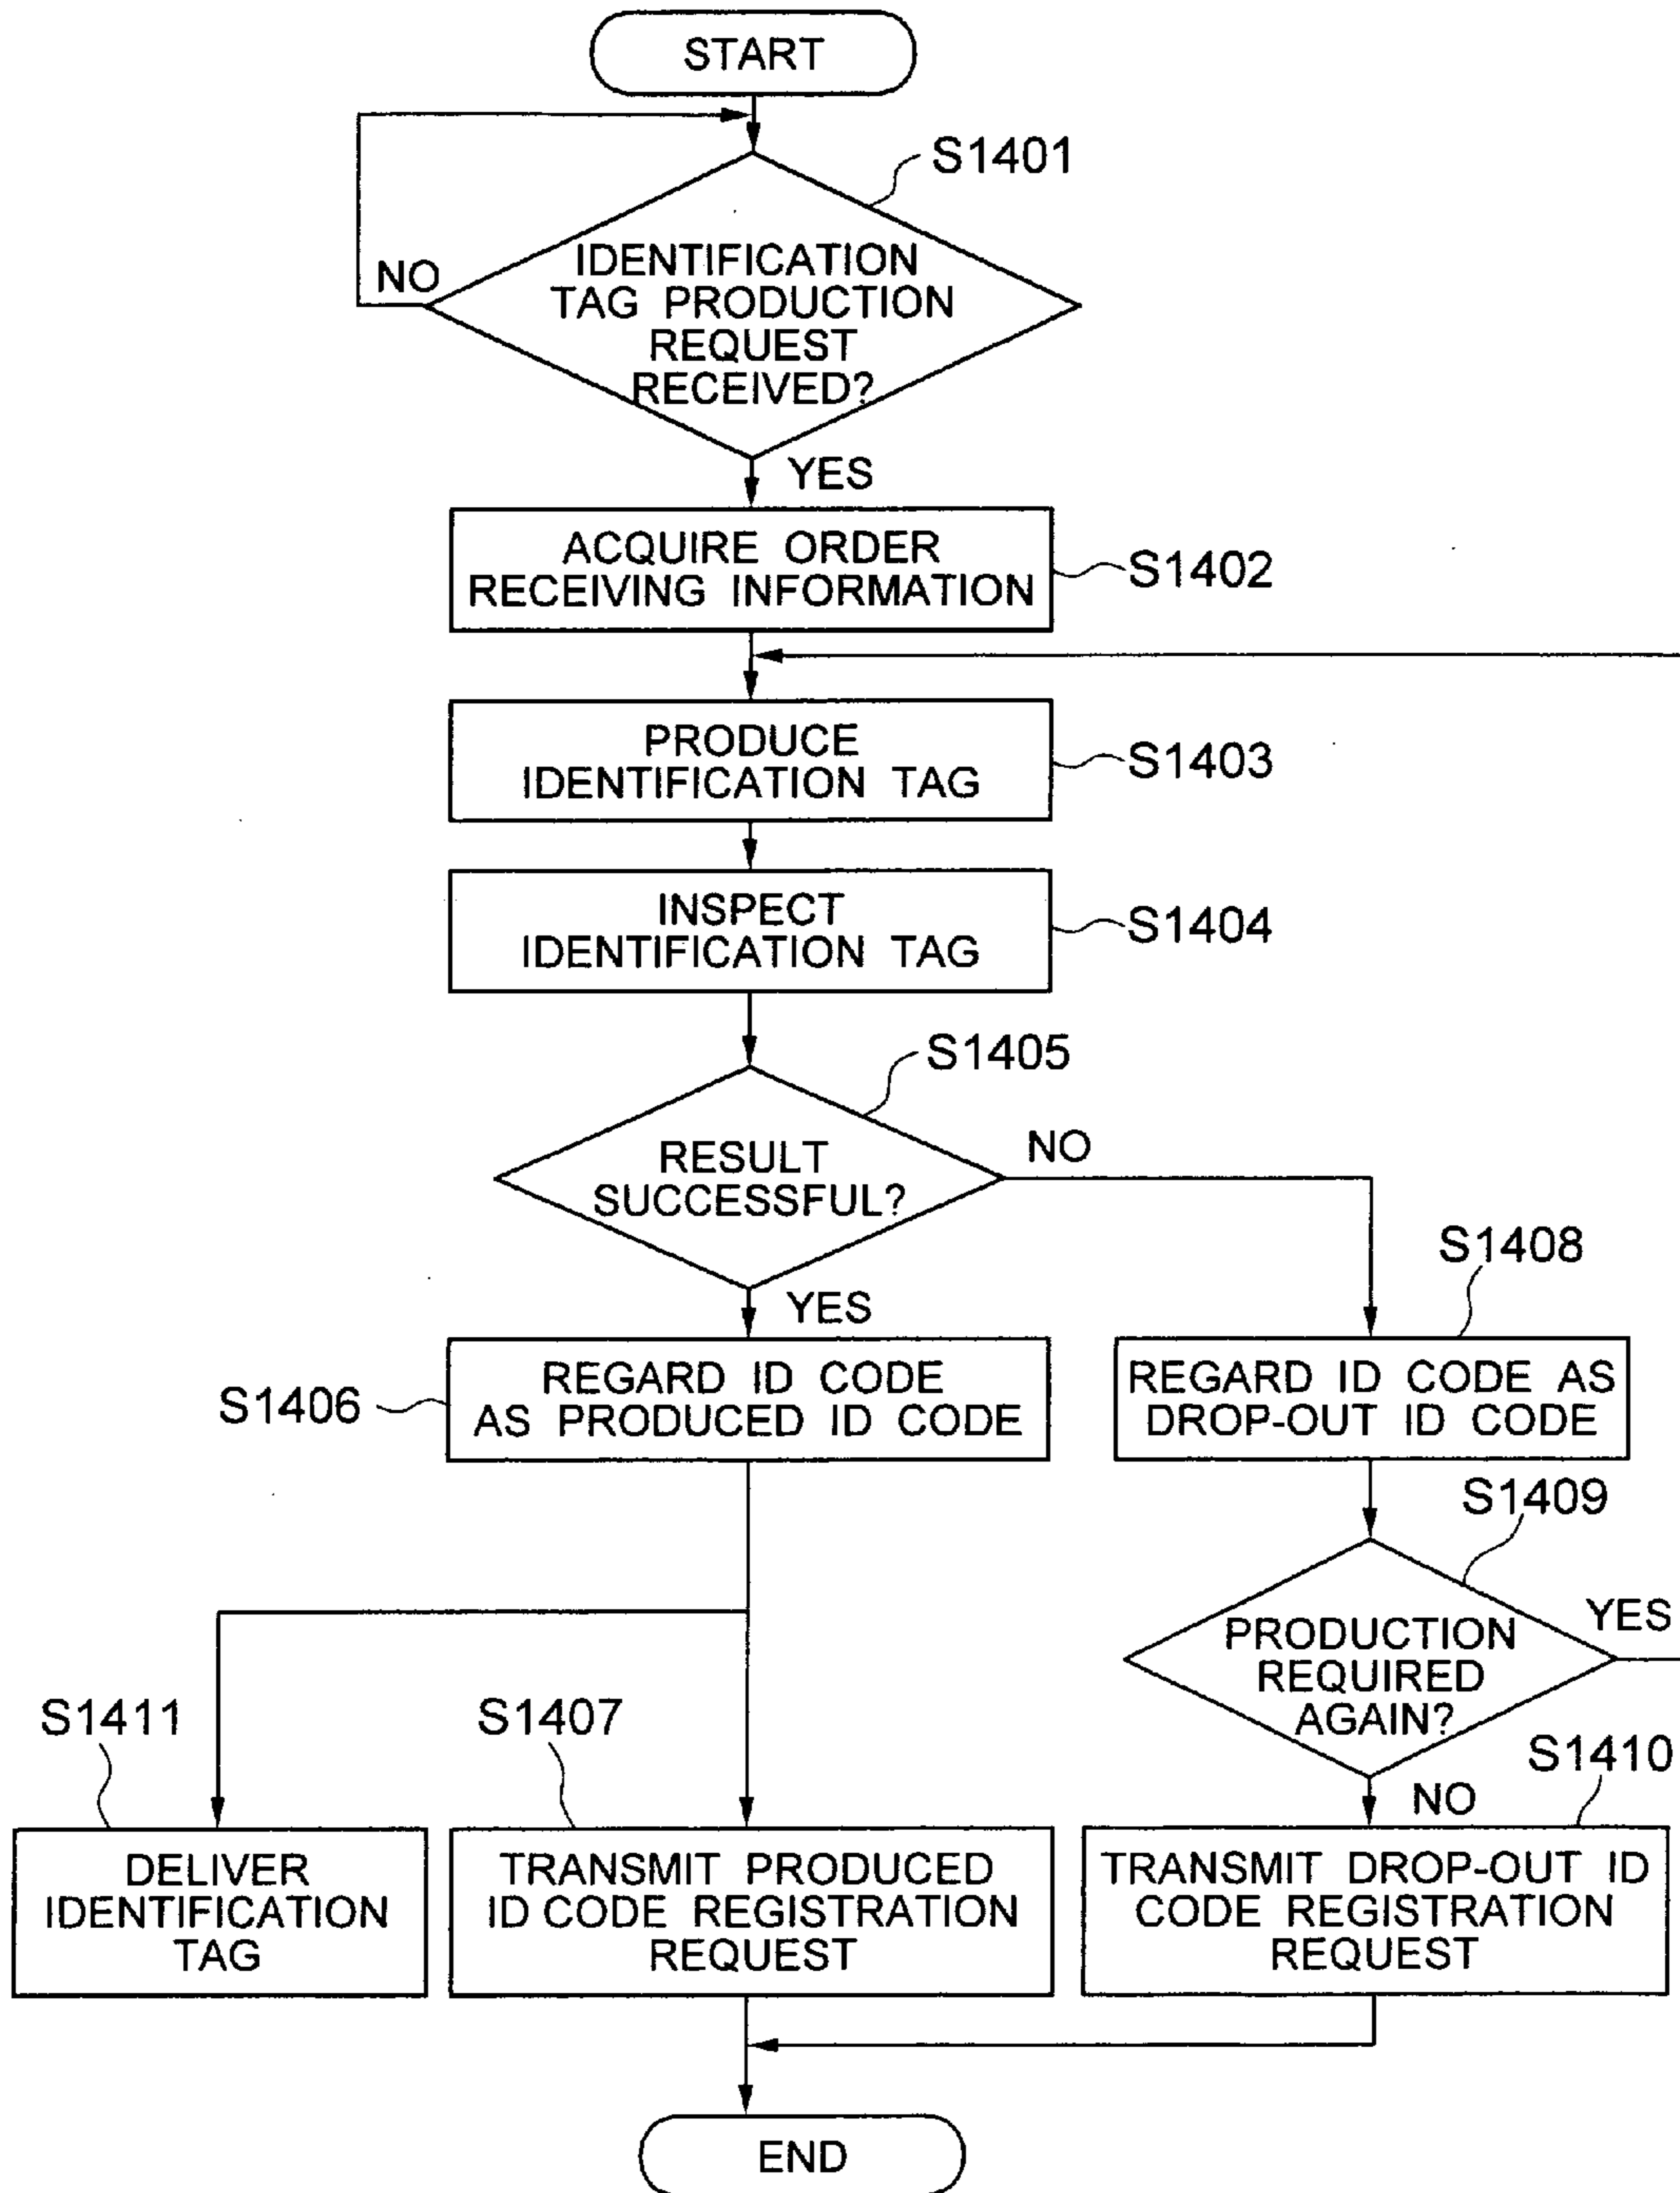 START
S1401
IDENTIFICATION
TAG PRODUCTION
REQUEST
RECEIVED?
NO
YES
ACQUIRE ORDER
RECEIVING INFORMATION
S1402
PRODUCE
IDENTIFICATION TAG
S1403
INSPECT
IDENTIFICATION TAG
S1404
S1405
RESULT
SUCCESSFUL?
NO
YES
S1408
REGARD ID CODE
AS PRODUCED ID CODE
S1406
REGARD ID CODE AS
DROP-OUT ID CODE
S1409
PRODUCTION
REQUIRED
AGAIN?
YES
NO
S1411
DELIVER
IDENTIFICATION
TAG
S1407
TRANSMIT PRODUCED
ID CODE REGISTRATION
REQUEST
S1410
TRANSMIT DROP-OUT ID
CODE REGISTRATION
REQUEST
END